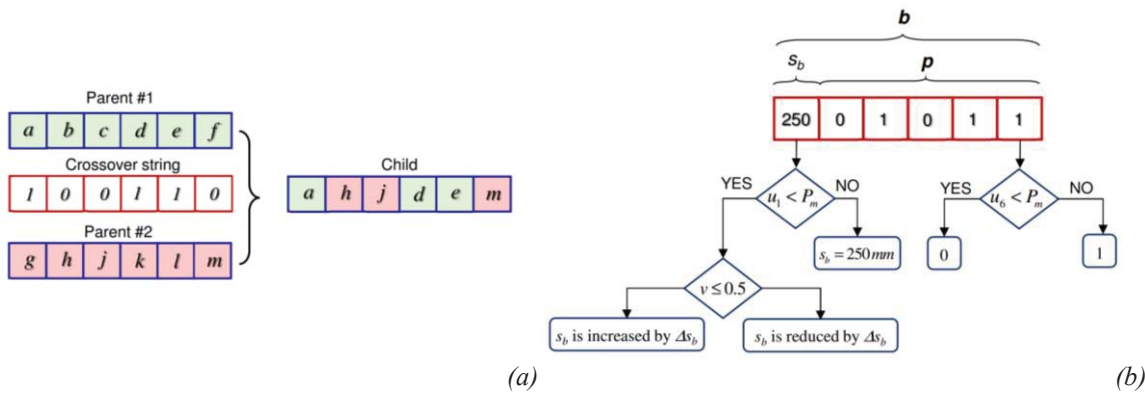 Parent #1
a b c d e f
Crossover string
1 0 0 1 1 0
Parent #2
g h j k l m
Child
a h j d e m
(a)
b
s_b p
250 0 1 0 1 1
YES u_1 < P_m NO
YES u_6 < P_m NO
s_b = 250mm
0 1
v ≤ 0.5
s_b is increased by Δs_b
s_b is reduced by Δs_b
(b)